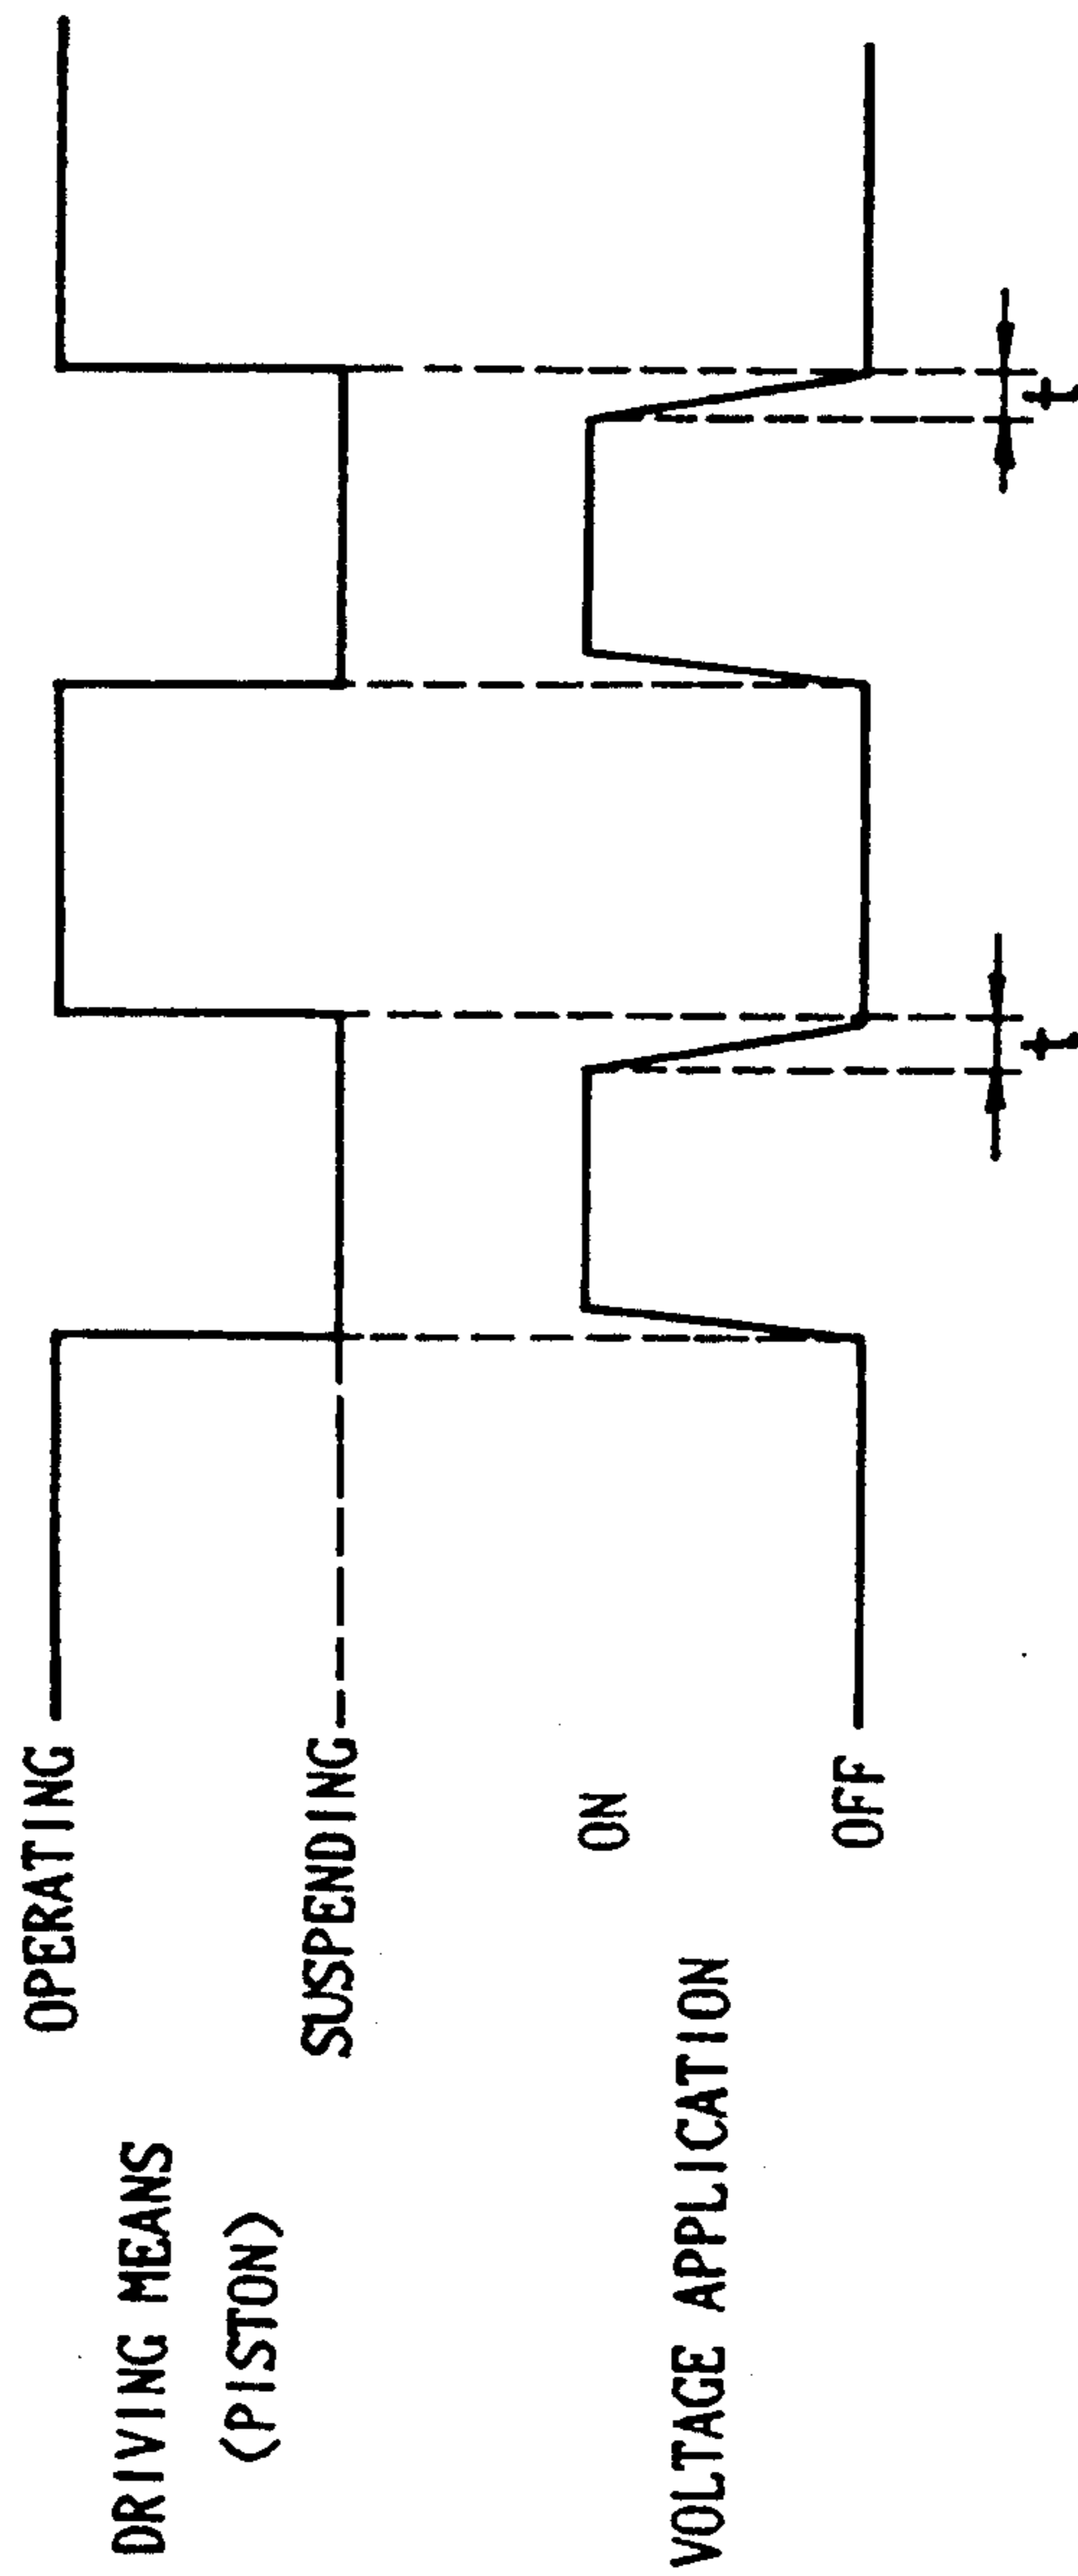 DRIVING MEANS
(PISTON)
OPERATING
SUSPENDING
VOLTAGE APPLICATION
ON
OFF
t
t